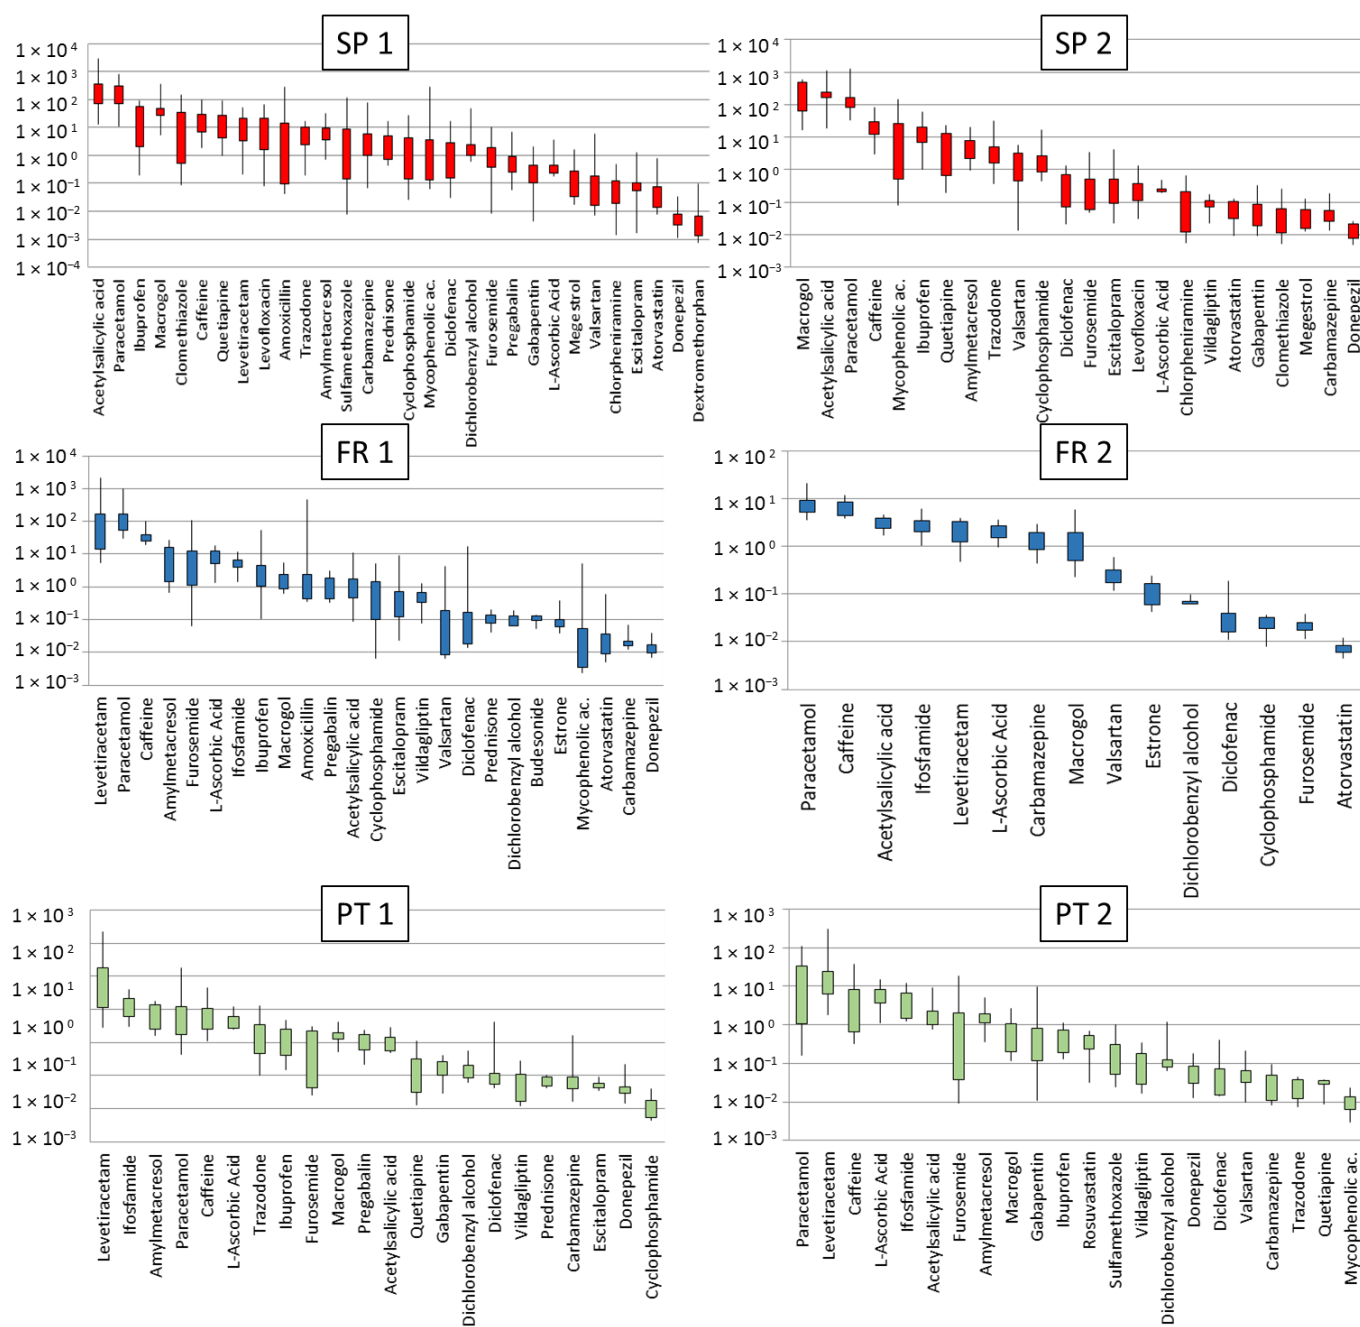 SP 1
1 × 10⁴
1 × 10³
1 × 10²
1 × 10¹
1 × 10⁰
1 × 10⁻¹
1 × 10⁻²
1 × 10⁻³
1 × 10⁻⁴
Acetylsalicylic acid
Paracetamol
Ibuprofen
Macrogol
Clomethiazole
Caffeine
Quetiapine
Levetiracetam
Levofloxacin
Amoxicillin
Trazodone
Amylmetacresol
Sulfamethoxazole
Carbamazepine
Prednisone
Cyclophosphamide
Mycophenolic ac.
Diclofenac
Dichlorobenzyl alcohol
Furosemide
Pregabalin
Gabapentin
L-Ascorbic Acid
Megestrol
Valsartan
Chlorpheniramine
Escitalopram
Atorvastatin
Donepezil
Dextromethorphan
SP 2
1 × 10⁴
1 × 10³
1 × 10²
1 × 10¹
1 × 10⁰
1 × 10⁻¹
1 × 10⁻²
1 × 10⁻³
Macrogol
Acetylsalicylic acid
Paracetamol
Caffeine
Mycophenolic ac.
Ibuprofen
Quetiapine
Amylmetacresol
Trazodone
Valsartan
Cyclophosphamide
Diclofenac
Furosemide
Escitalopram
Levofloxacin
L-Ascorbic Acid
Chlorpheniramine
Vildagliptin
Atorvastatin
Gabapentin
Clomethiazole
Megestrol
Carbamazepine
Donepezil
FR 1
1 × 10⁴
1 × 10³
1 × 10²
1 × 10¹
1 × 10⁰
1 × 10⁻¹
1 × 10⁻²
1 × 10⁻³
Levetiracetam
Paracetamol
Caffeine
Amylmetacresol
Furosemide
L-Ascorbic Acid
Ifosfamide
Ibuprofen
Macrogol
Amoxicillin
Pregabalin
Acetylsalicylic acid
Cyclophosphamide
Escitalopram
Vildagliptin
Valsartan
Diclofenac
Prednisone
Dichlorobenzyl alcohol
Budesonide
Estrone
Mycophenolic ac.
Atorvastatin
Carbamazepine
Donepezil
FR 2
1 × 10²
1 × 10¹
1 × 10⁰
1 × 10⁻¹
1 × 10⁻²
1 × 10⁻³
Paracetamol
Caffeine
Acetylsalicylic acid
Ifosfamide
Levetiracetam
L-Ascorbic Acid
Carbamazepine
Macrogol
Valsartan
Estrone
Dichlorobenzyl alcohol
Diclofenac
Cyclophosphamide
Furosemide
Atorvastatin
PT 1
1 × 10³
1 × 10²
1 × 10¹
1 × 10⁰
1 × 10⁻¹
1 × 10⁻²
1 × 10⁻³
Levetiracetam
Ifosfamide
Amylmetacresol
Paracetamol
Caffeine
L-Ascorbic Acid
Trazodone
Ibuprofen
Furosemide
Macrogol
Pregabalin
Acetylsalicylic acid
Quetiapine
Gabapentin
Dichlorobenzyl alcohol
Diclofenac
Vildagliptin
Prednisone
Carbamazepine
Escitalopram
Donepezil
Cyclophosphamide
PT 2
1 × 10³
1 × 10²
1 × 10¹
1 × 10⁰
1 × 10⁻¹
1 × 10⁻²
1 × 10⁻³
Paracetamol
Levetiracetam
Caffeine
L-Ascorbic Acid
Ifosfamide
Acetylsalicylic acid
Furosemide
Amylmetacresol
Macrogol
Gabapentin
Ibuprofen
Rosuvastatin
Sulfamethoxazole
Vildagliptin
Dichlorobenzyl alcohol
Donepezil
Diclofenac
Valsartan
Carbamazepine
Trazodone
Quetiapine
Mycophenolic ac.